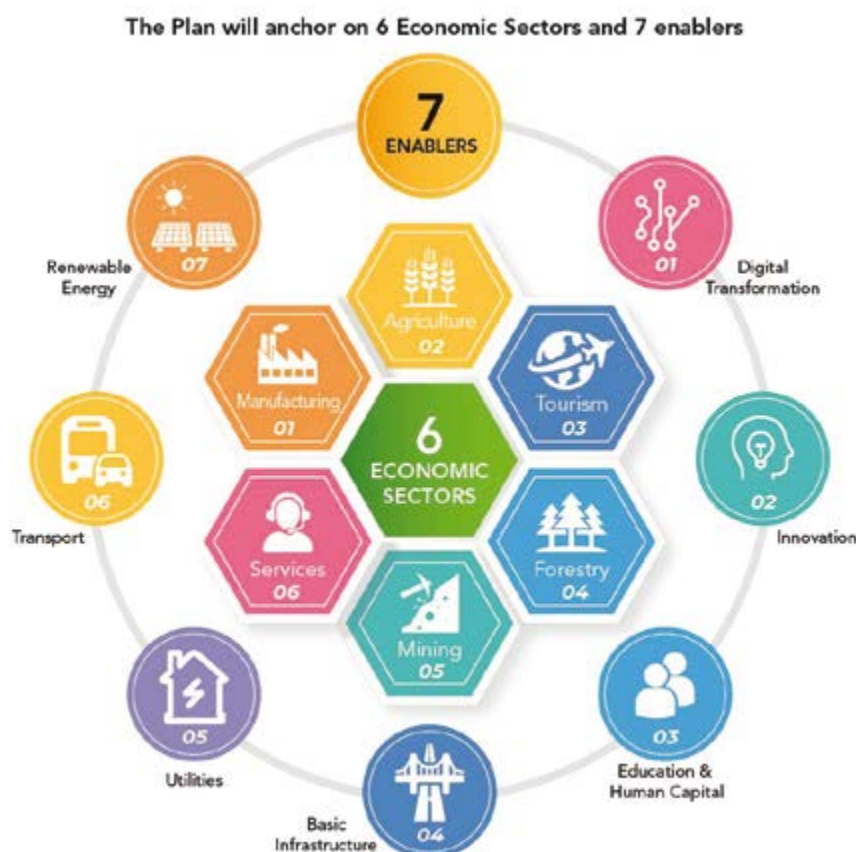 The Plan will anchor on 6 Economic Sectors and 7 enablers
7
ENABLERS
01
Digital
Transformation
02
Innovation
03
Education &
Human Capital
04
Basic
Infrastructure
05
Utilities
06
Transport
07
Renewable
Energy
6
ECONOMIC
SECTORS
Manufacturing
01
Agriculture
02
Tourism
03
Forestry
04
Mining
05
Services
06